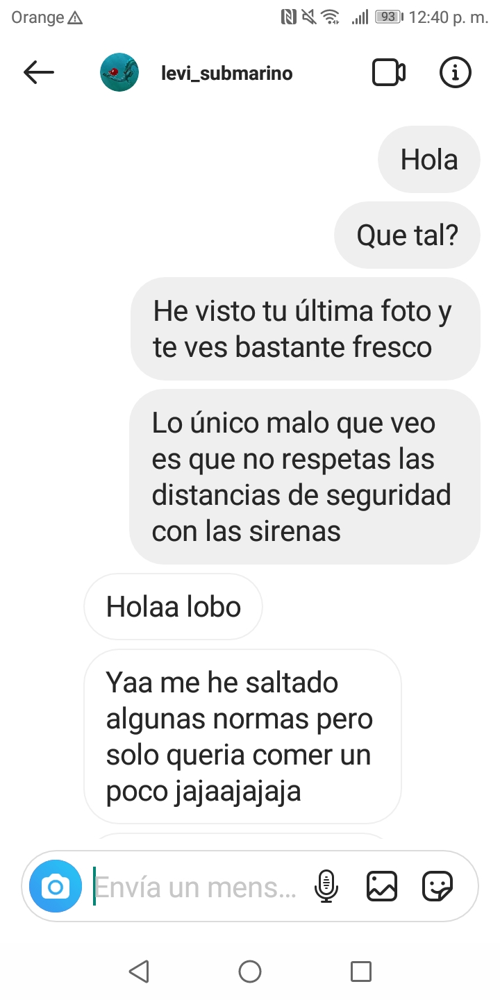 Orange
93 12:40 p. m.
levi_submarino
Hola
Que tal?
He visto tu última foto y
te ves bastante fresco
Lo único malo que veo
es que no respetas las
distancias de seguridad
con las sirenas
Holaa lobo
Yaa me he saltado
algunas normas pero
solo queria comer un
poco jajaajajaja
Envía un mens...